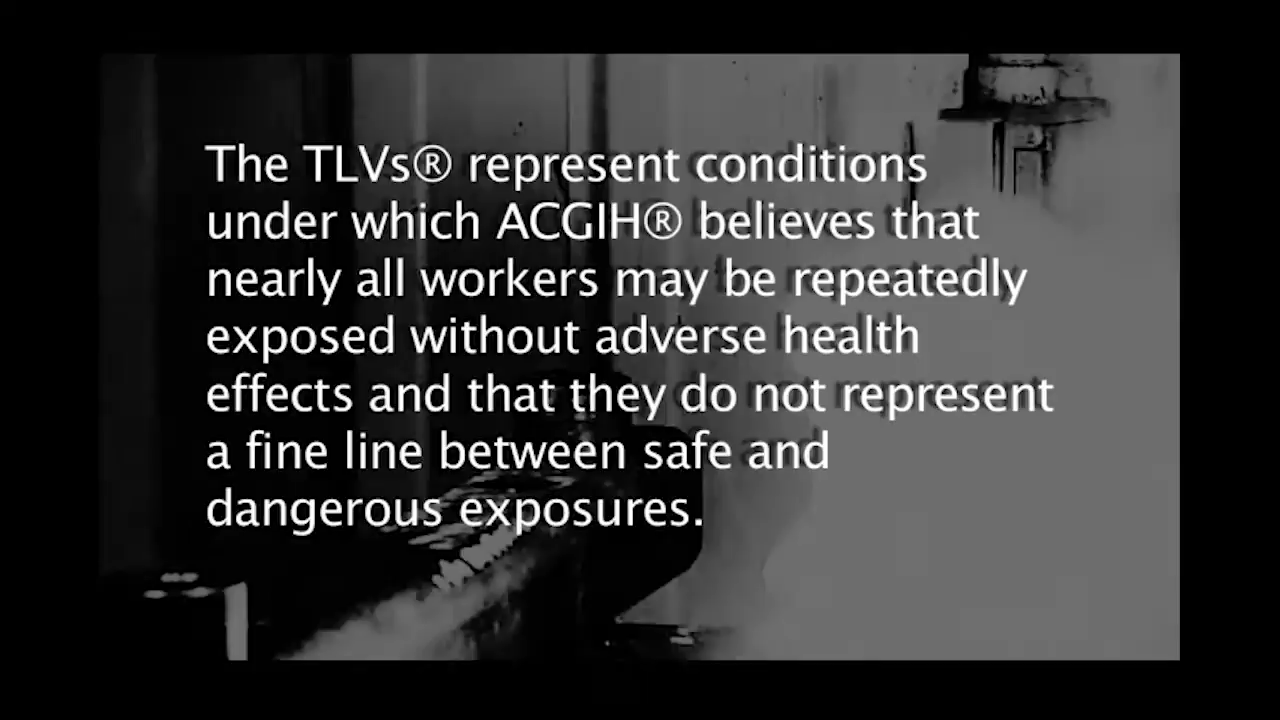 The TLVs® represent conditions
under which ACGIH® believes that
nearly all workers may be repeatedly
exposed without adverse health
effects and that they do not represent
a fine line between safe and
dangerous exposures.